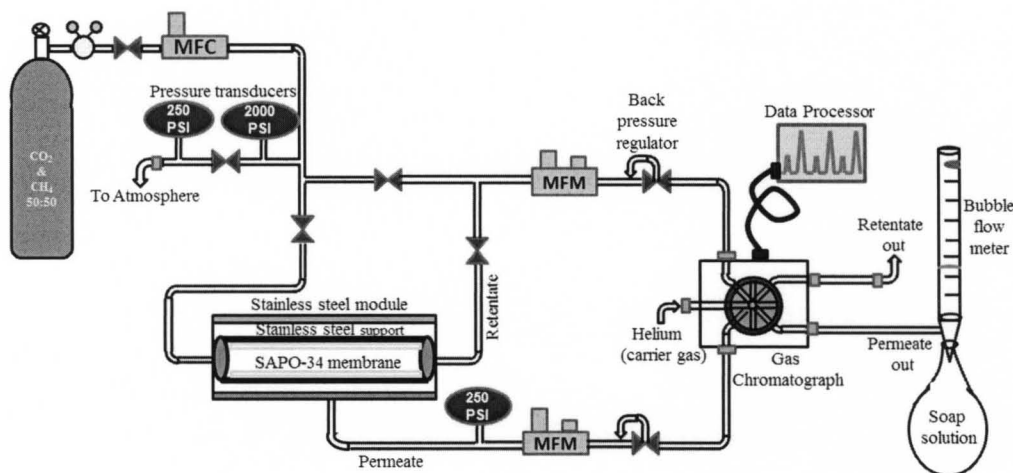 MFC
Pressure transducers
250
PSI
2000
PSI
CO₂
&
CH₄
50:50
To Atmosphere
Back
pressure
regulator
Data Processor
MFM
Bubble
flow
meter
Retentate
out
Retentate
Stainless steel module
Stainless steel support
SAPO-34 membrane
Helium
(carrier gas)
Gas
Chromatograph
Permeate
out
250
PSI
MFM
Permeate
Soap
solution